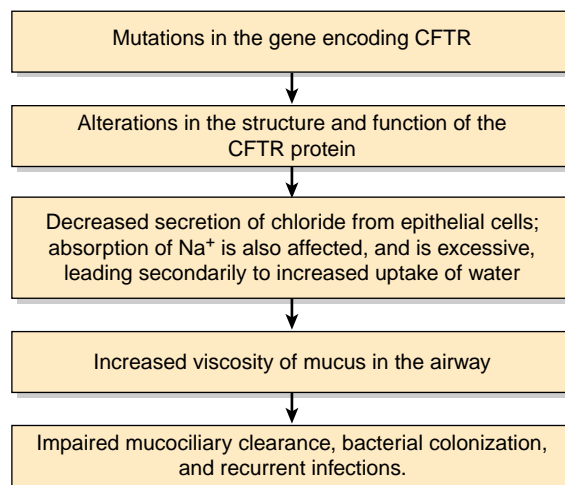 Mutations in the gene encoding CFTR
Alterations in the structure and function of the
CFTR protein
Decreased secretion of chloride from epithelial cells;
absorption of Na⁺ is also affected, and is excessive,
leading secondarily to increased uptake of water
Increased viscosity of mucus in the airway
Impaired mucociliary clearance, bacterial colonization,
and recurrent infections.